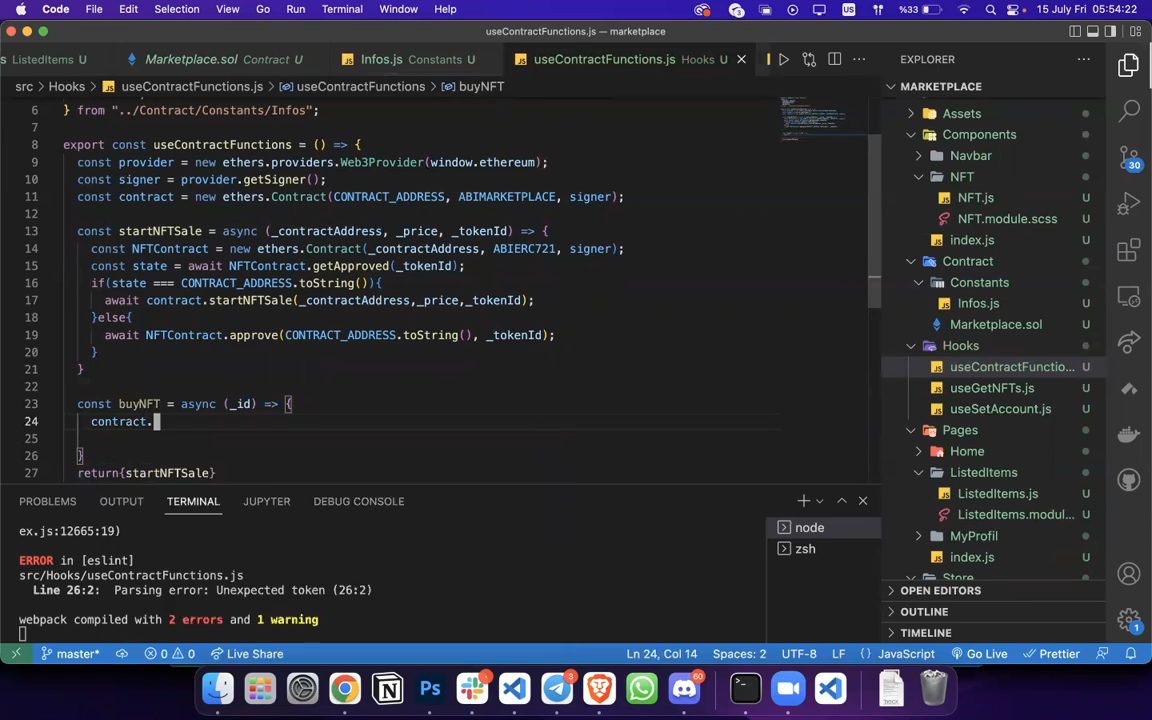 Code File Edit Selection View Go Run Terminal Window Help
3 US %33 15 July Fri 05:54:22
useContractFunctions.js — marketplace
ListedItems U Marketplace.sol Contract U Infos.js Constants U useContractFunctions.js Hooks U
EXPLORER
src > Hooks > useContractFunctions.js > useContractFunctions > buyNFT
6 } from "../Contract/Constants/Infos";
7
8 export const useContractFunctions = () => {
9 const provider = new ethers.providers.Web3Provider(window.ethereum);
10 const signer = provider.getSigner();
11 const contract = new ethers.Contract(CONTRACT_ADDRESS, ABIMARKETPLACE, signer);
12
13 const startNFTSale = async (_contractAddress, _price, _tokenId) => {
14 const NFTContract = new ethers.Contract(_contractAddress, ABIERC721, signer);
15 const state = await NFTContract.getApproved(_tokenId);
16 if(state === CONTRACT_ADDRESS.toString()){
17 await contract.startNFTSale(_contractAddress,_price,_tokenId);
18 }else{
19 await NFTContract.approve(CONTRACT_ADDRESS.toString(), _tokenId);
20 }
21 }
22
23 const buyNFT = async (_id) => {
24 contract.
25
26 }
27 return{startNFTSale}
MARKETPLACE
Assets
Components
Navbar
NFT
NFT.js U
NFT.module.scss U
index.js U
Contract
Constants
Infos.js U
Marketplace.sol U
Hooks
useContractFunctio... U
useGetNFTs.js U
useSetAccount.js U
Pages
Home
ListedItems
ListedItems.js U
ListedItems.modul... U
MyProfil
index.js U
Store
OPEN EDITORS
OUTLINE
TIMELINE
30
1
PROBLEMS OUTPUT TERMINAL JUPYTER DEBUG CONSOLE
node
zsh
ex.js:12665:19)
ERROR in [eslint]
src/Hooks/useContractFunctions.js
Line 26:2: Parsing error: Unexpected token (26:2)
webpack compiled with 2 errors and 1 warning
master* 0 0 Live Share Ln 24, Col 14 Spaces: 2 UTF-8 LF {} JavaScript Go Live Prettier
1 3 60